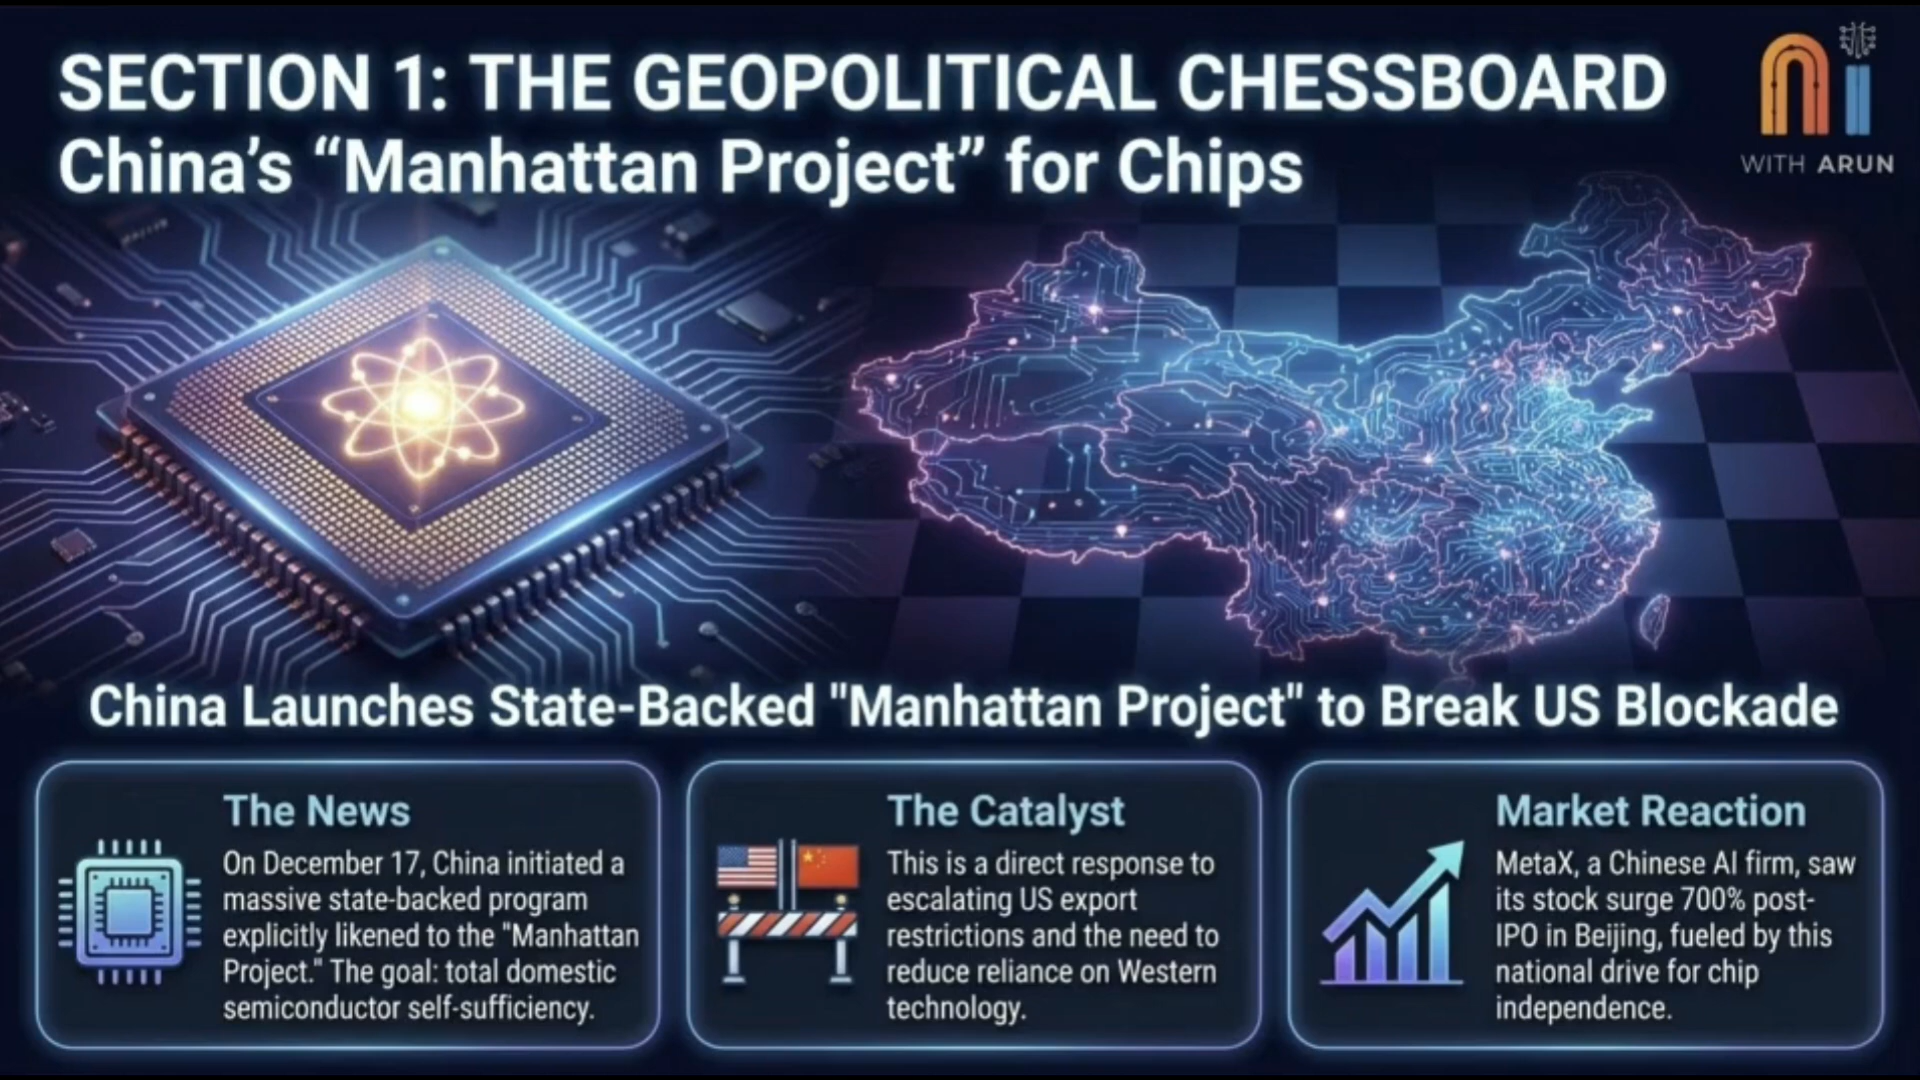 SECTION 1: THE GEOPOLITICAL CHESSBOARD
China’s “Manhattan Project” for Chips
AI
WITH ARUN
China Launches State-Backed "Manhattan Project" to Break US Blockade
The News
On December 17, China initiated a
massive state-backed program
explicitly likened to the "Manhattan
Project." The goal: total domestic
semiconductor self-sufficiency.
The Catalyst
This is a direct response to
escalating US export
restrictions and the need to
reduce reliance on Western
technology.
Market Reaction
MetaX, a Chinese AI firm, saw
its stock surge 700% post-
IPO in Beijing, fueled by this
national drive for chip
independence.